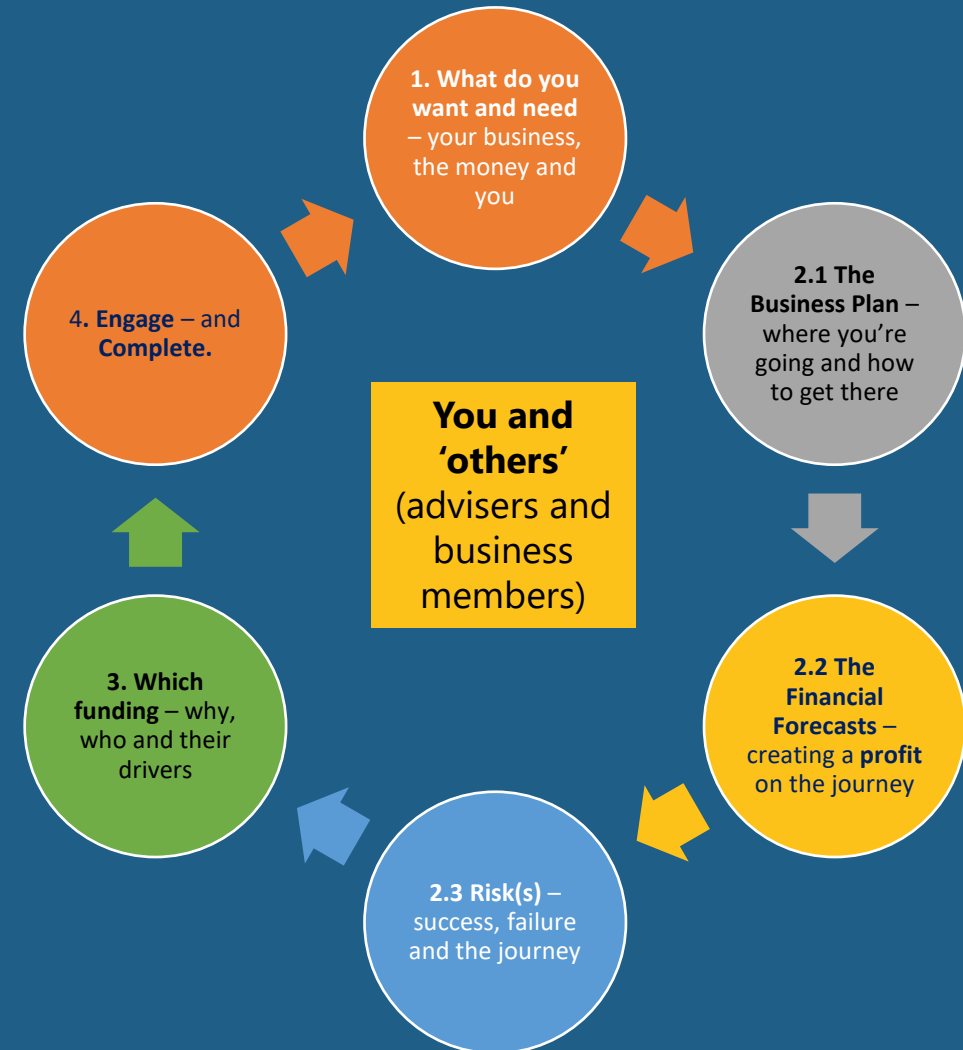 1. What do you
want and need
– your business,
the money and
you
2.1 The
Business Plan –
where you’re
going and how
to get there
2.2 The
Financial
Forecasts –
creating a profit
on the journey
2.3 Risk(s) –
success, failure
and the journey
3. Which
funding – why,
who and their
drivers
4. Engage – and
Complete.
You and
‘others’
(advisers and
business
members)